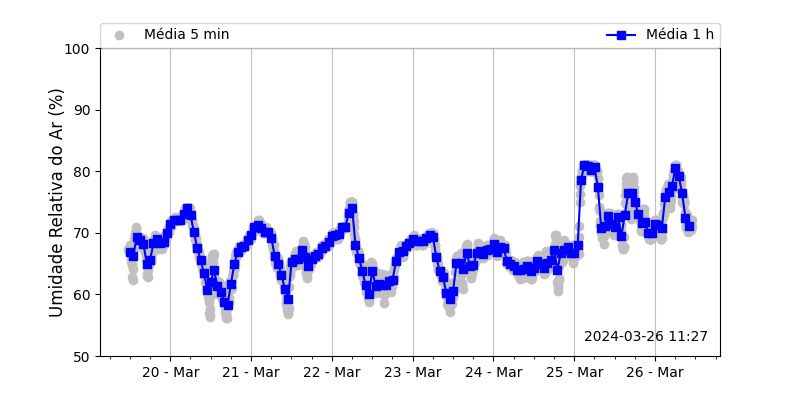 Média 5 min
Média 1 h
Umidade Relativa do Ar (%)
100
90
80
70
60
50
2024-03-26 11:27
20 - Mar
21 - Mar
22 - Mar
23 - Mar
24 - Mar
25 - Mar
26 - Mar